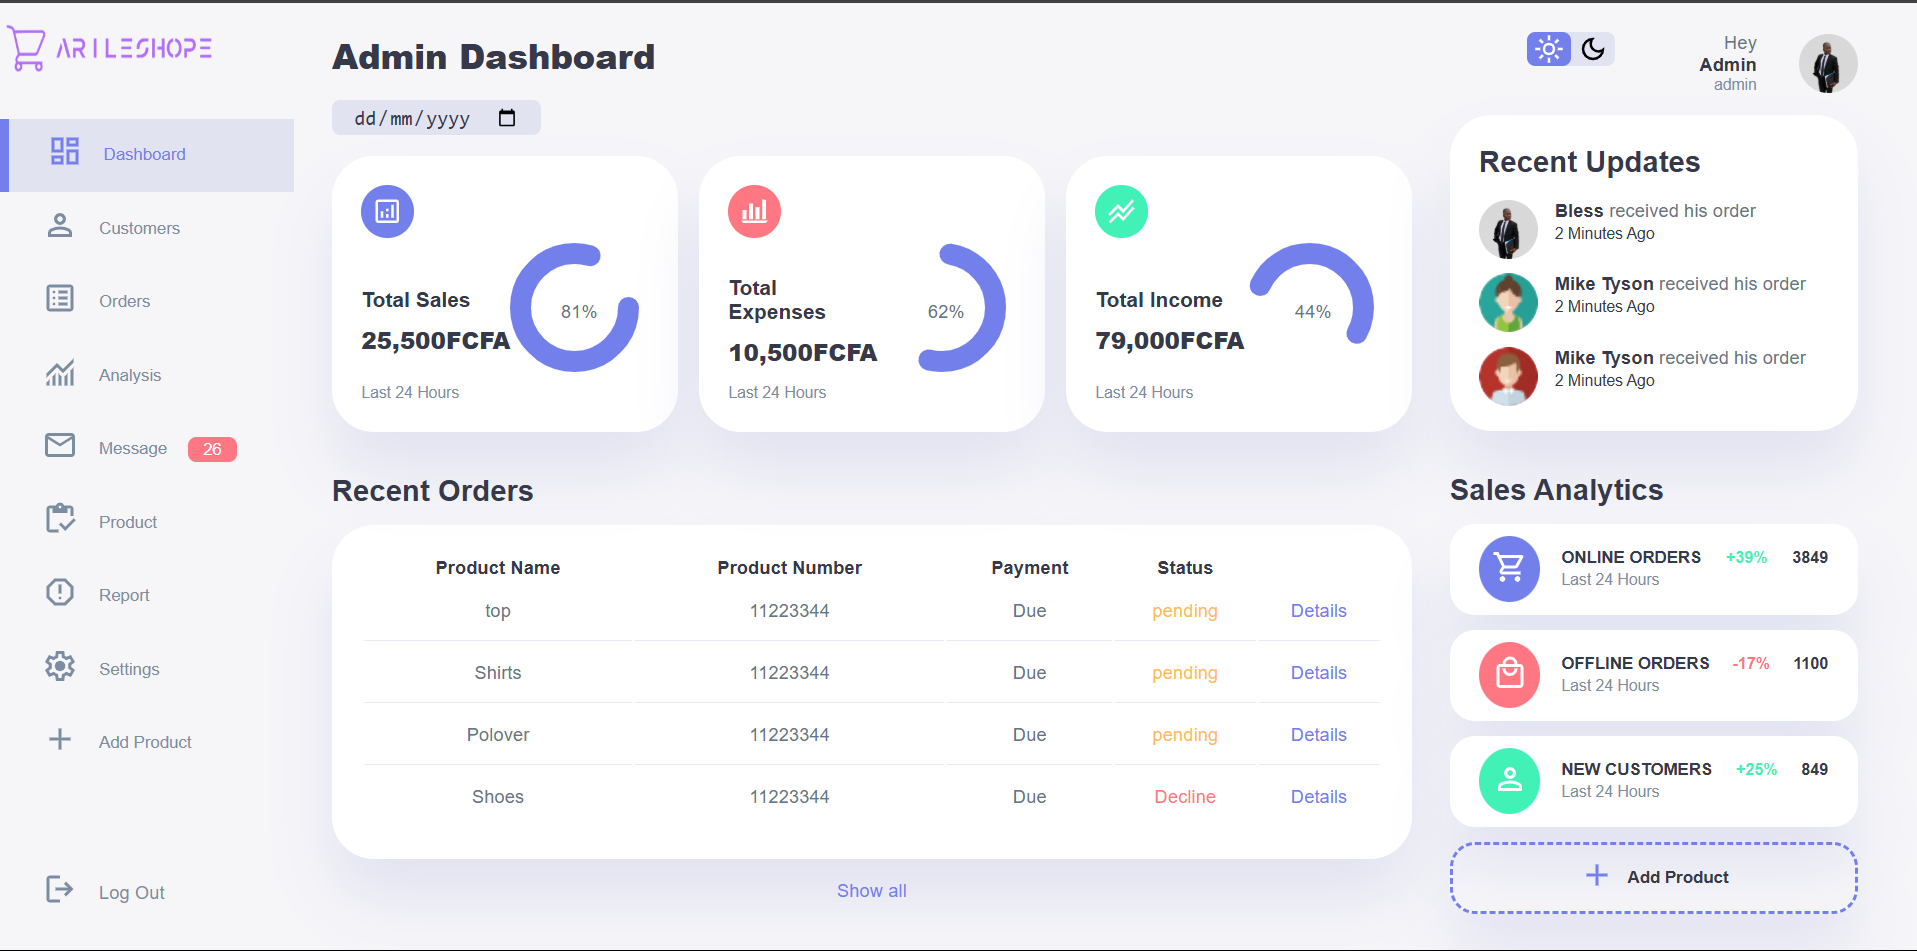 ARILESHOPE
Dashboard
Customers
Orders
Analysis
Message 26
Product
Report
Settings
Add Product
Log Out
Admin Dashboard
dd/mm/yyyy
Total Sales
25,500FCFA
81%
Last 24 Hours
Total
Expenses
10,500FCFA
62%
Last 24 Hours
Total Income
79,000FCFA
44%
Last 24 Hours
Recent Orders
Product Name Product Number Payment Status
top 11223344 Due pending Details
Shirts 11223344 Due pending Details
Polover 11223344 Due pending Details
Shoes 11223344 Due Decline Details
Show all
Hey
Admin
admin
Recent Updates
Bless received his order
2 Minutes Ago
Mike Tyson received his order
2 Minutes Ago
Mike Tyson received his order
2 Minutes Ago
Sales Analytics
ONLINE ORDERS +39% 3849
Last 24 Hours
OFFLINE ORDERS -17% 1100
Last 24 Hours
NEW CUSTOMERS +25% 849
Last 24 Hours
Add Product